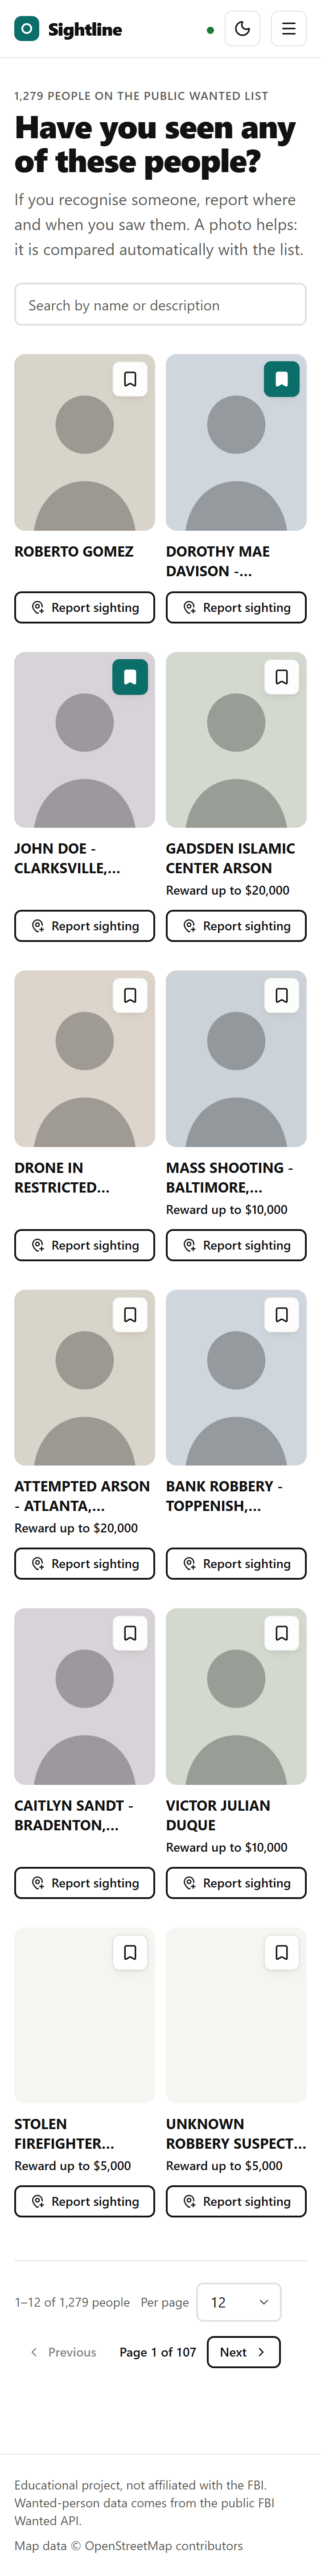 Sightline
1,279 PEOPLE ON THE PUBLIC WANTED LIST
Have you seen any
of these people?
If you recognise someone, report where
and when you saw them. A photo helps:
it is compared automatically with the list.
Search by name or description
ROBERTO GOMEZ
Report sighting
DOROTHY MAE
DAVISON -...
Report sighting
JOHN DOE -
CLARKSVILLE,...
Report sighting
GADSDEN ISLAMIC
CENTER ARSON
Reward up to $20,000
Report sighting
DRONE IN
RESTRICTED...
Report sighting
MASS SHOOTING -
BALTIMORE,...
Reward up to $10,000
Report sighting
ATTEMPTED ARSON
- ATLANTA,...
Reward up to $20,000
Report sighting
BANK ROBBERY -
TOPPENISH,...
Report sighting
CAITLYN SANDT -
BRADENTON,...
Report sighting
VICTOR JULIAN
DUQUE
Reward up to $10,000
Report sighting
STOLEN
FIREFIGHTER...
Reward up to $5,000
Report sighting
UNKNOWN
ROBBERY SUSPECT...
Reward up to $5,000
Report sighting
1–12 of 1,279 people Per page 12
Previous Page 1 of 107 Next
Educational project, not affiliated with the FBI.
Wanted-person data comes from the public FBI
Wanted API.
Map data © OpenStreetMap contributors